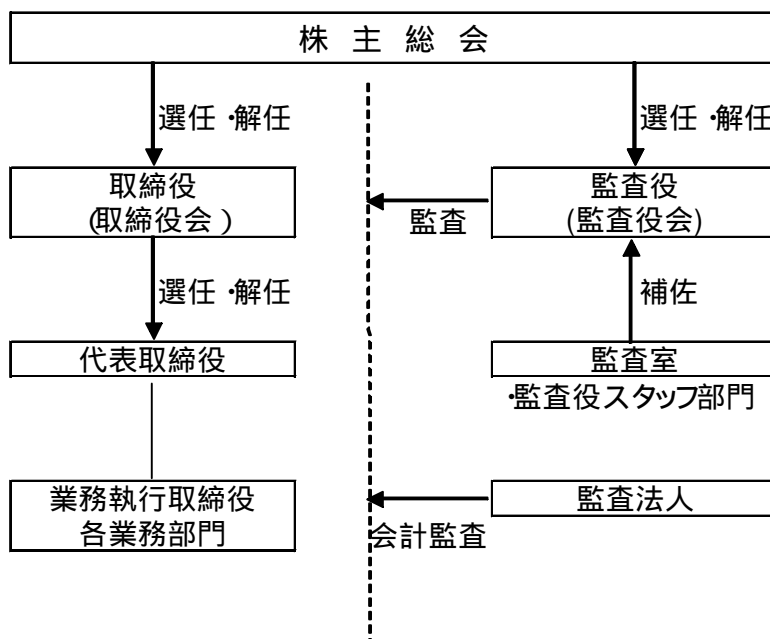 株 主 総 会
選任・解任
選任・解任
取締役
(取締役会)
監査
監査役
(監査役会)
選任・解任
補佐
代表取締役
監査室
・監査役スタッフ部門
業務執行取締役
各業務部門
会計監査
監査法人